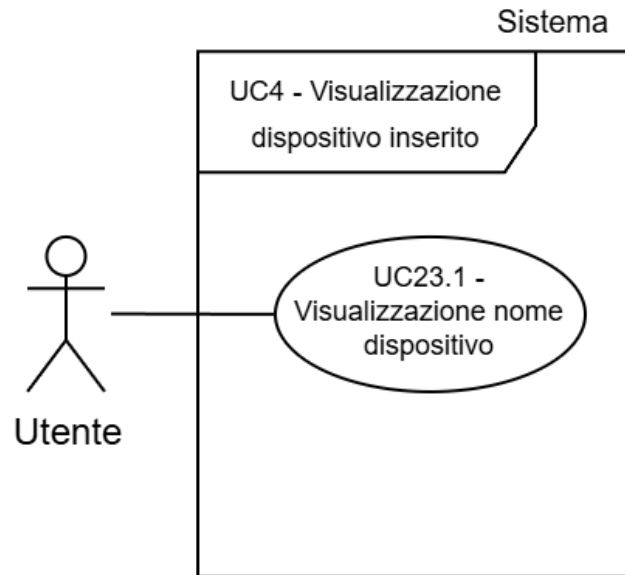 Sistema
UC4 - Visualizzazione
dispositivo inserito
UC23.1 -
Visualizzazione nome
dispositivo
Utente